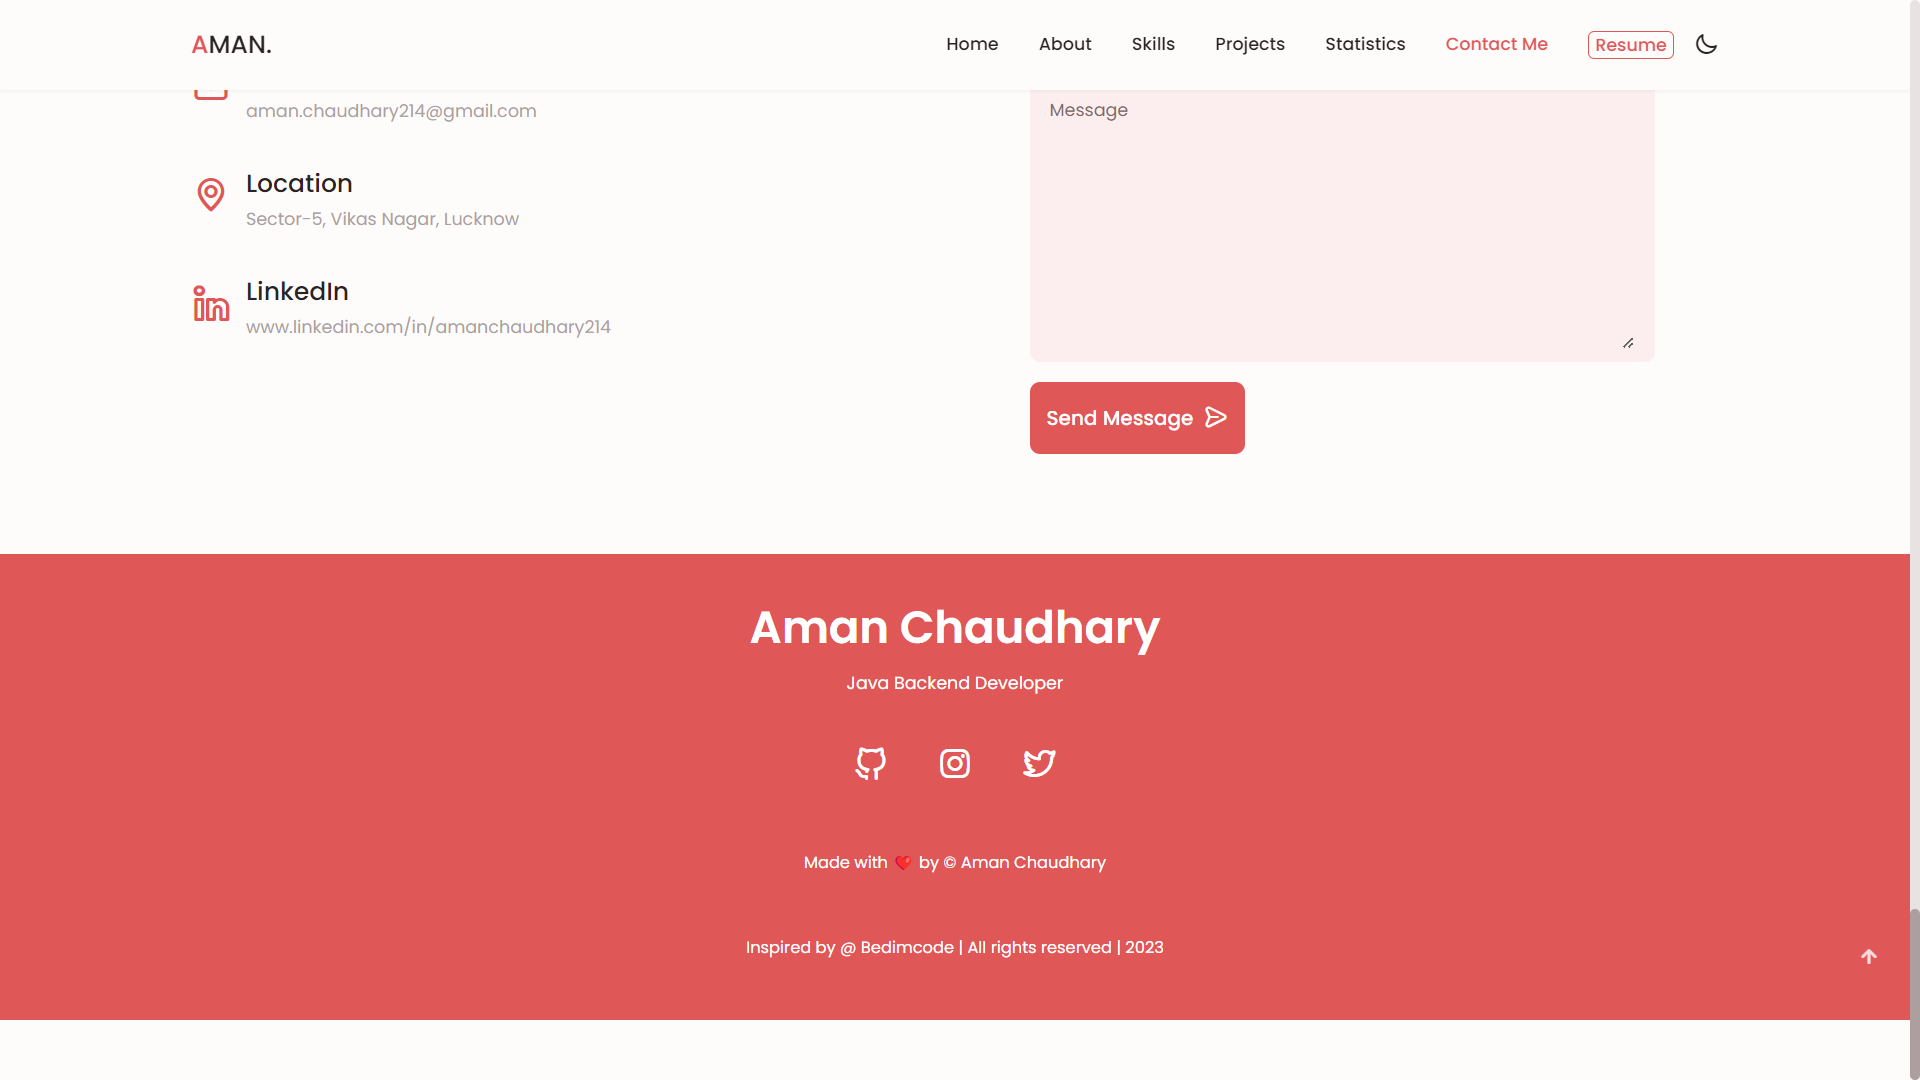 AMAN.
Home About Skills Projects Statistics Contact Me Resume
aman.chaudhary214@gmail.com
Location
Sector-5, Vikas Nagar, Lucknow
LinkedIn
www.linkedin.com/in/amanchaudhary214
Message
Send Message
Aman Chaudhary
Java Backend Developer
Made with ❤️ by © Aman Chaudhary
Inspired by @ Bedimcode | All rights reserved | 2023